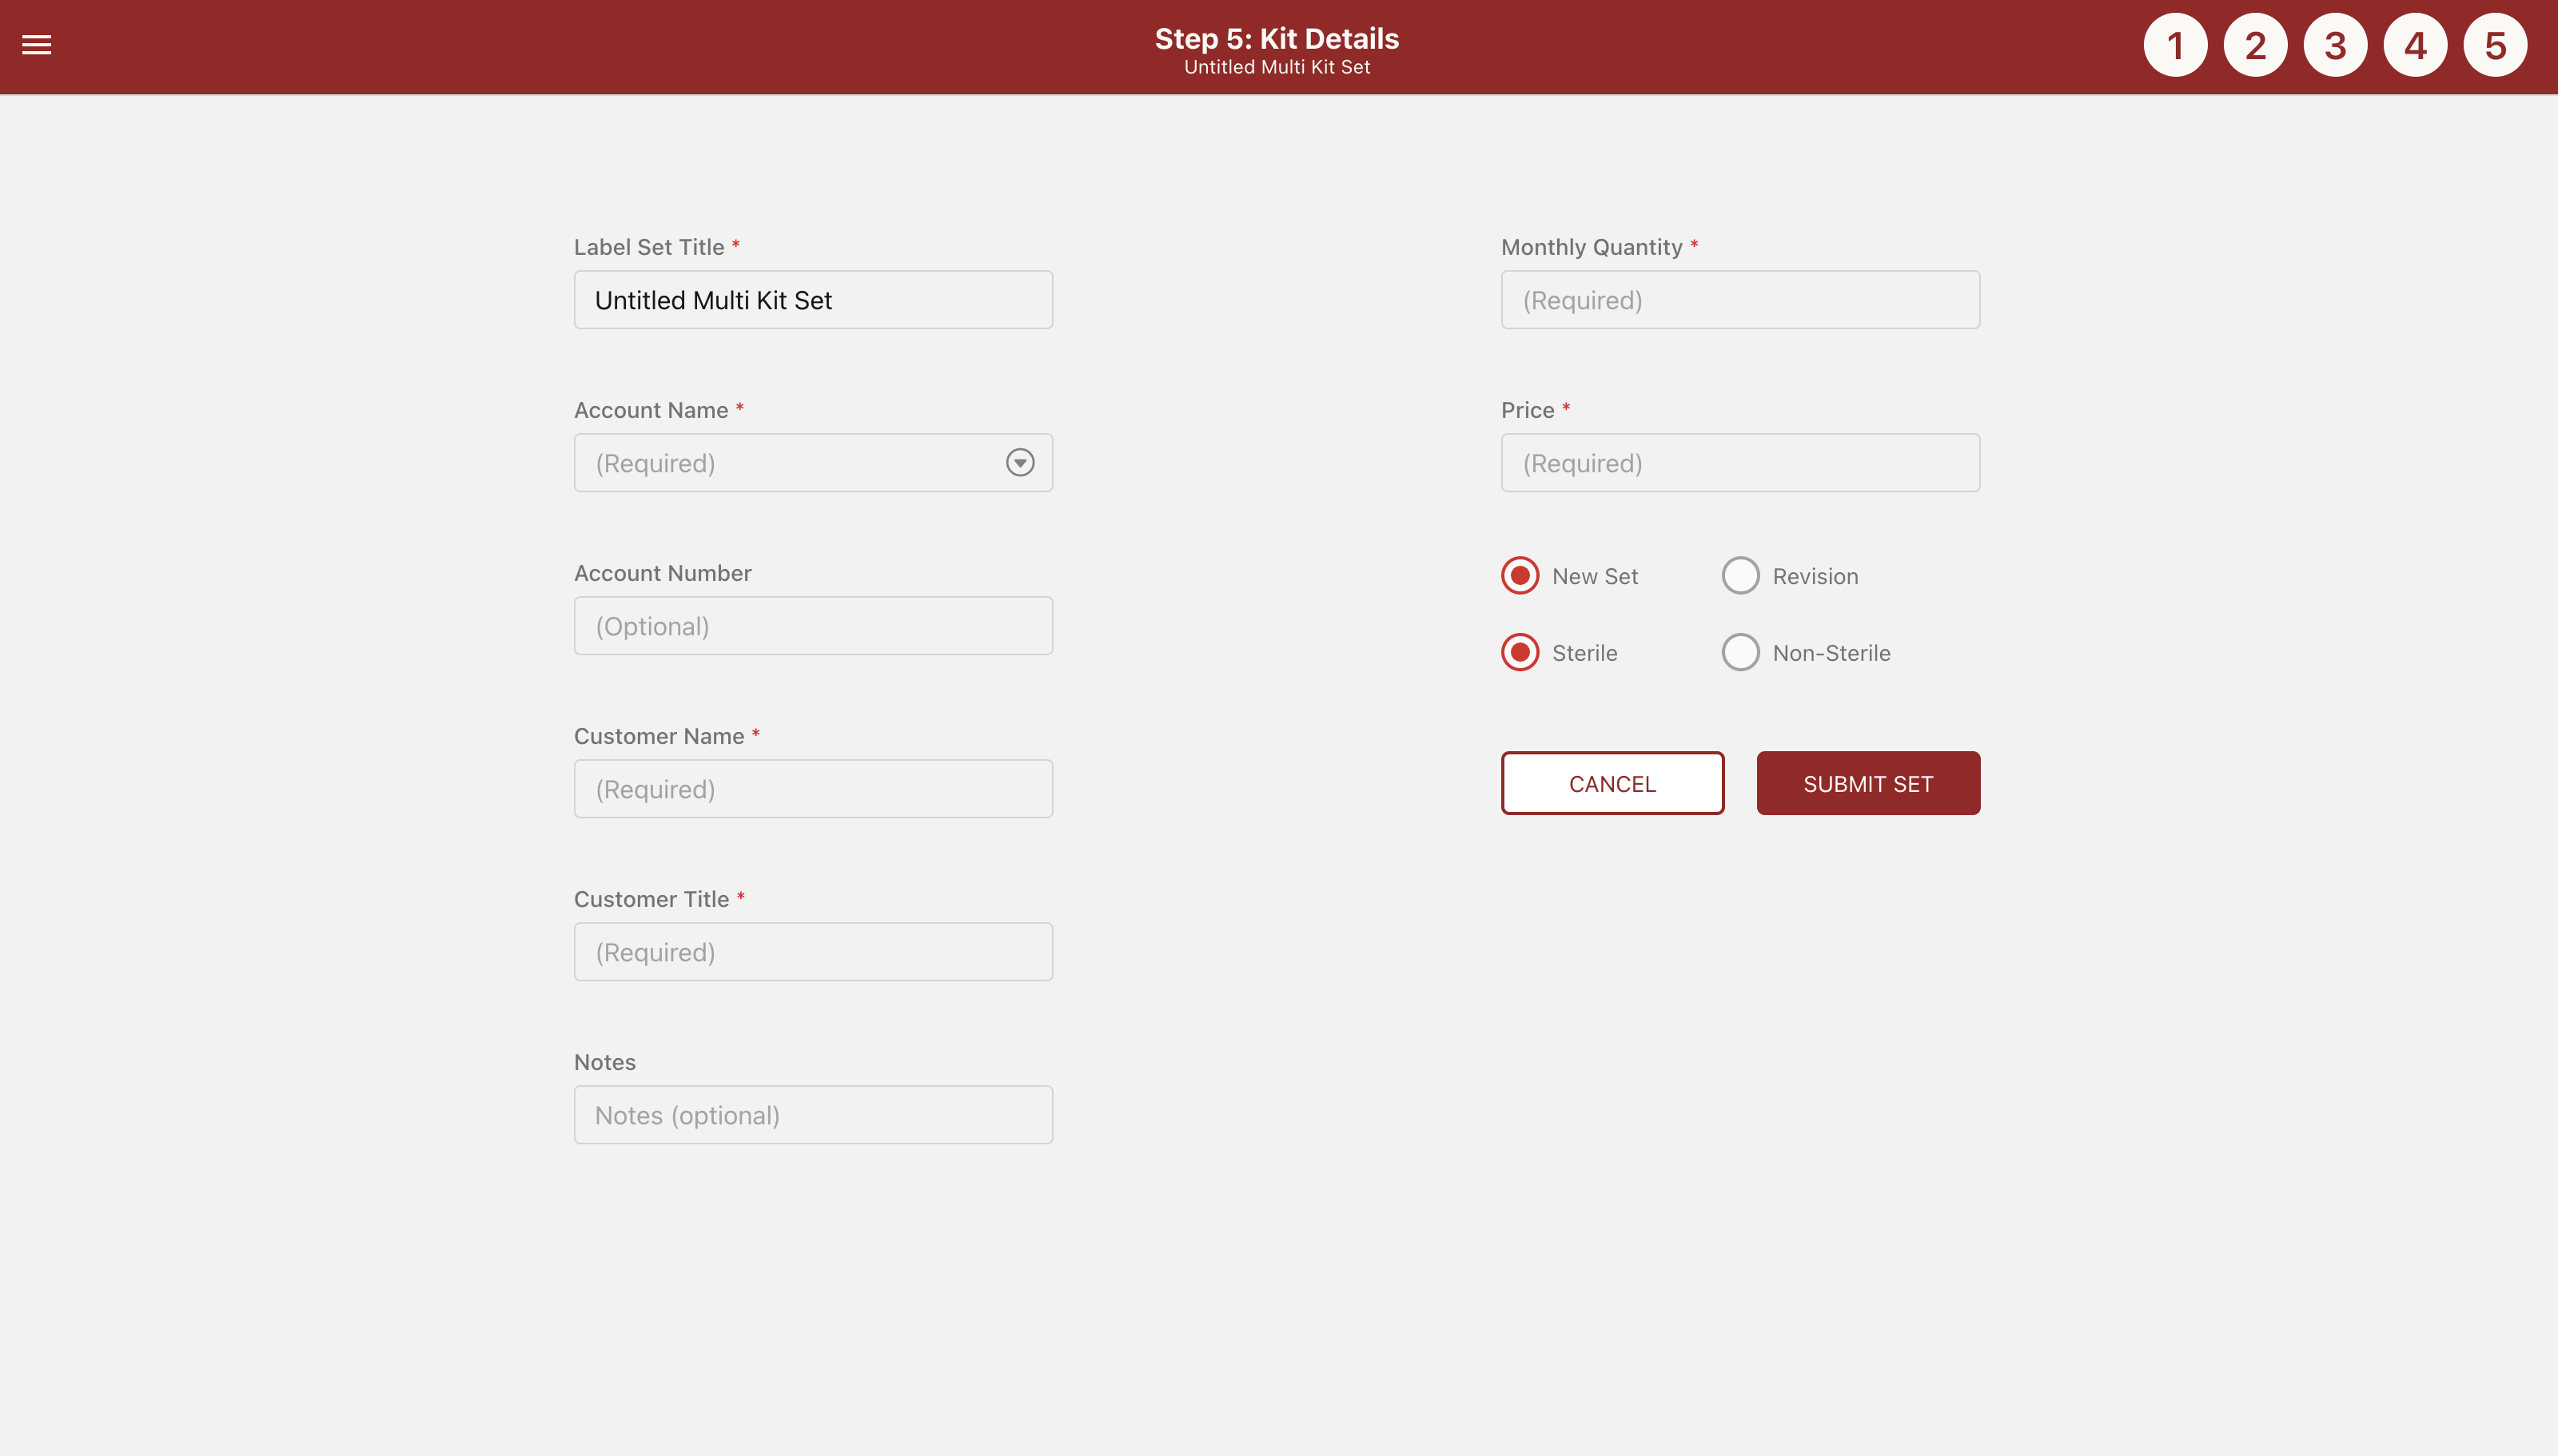 Step 5: Kit Details
Untitled Multi Kit Set
1 2 3 4 5
Label Set Title *
Untitled Multi Kit Set
Account Name *
(Required)
Account Number
(Optional)
Customer Name *
(Required)
Customer Title *
(Required)
Notes
Notes (optional)
Monthly Quantity *
(Required)
Price *
(Required)
New Set Revision
Sterile Non-Sterile
CANCEL SUBMIT SET